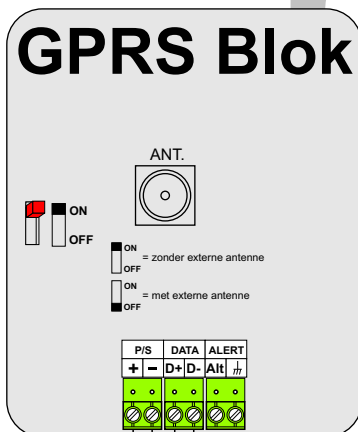 GPRS Blok
ANT.
ON
OFF
ON
OFF
= zonder externe antenne
ON
OFF
= met externe antenne
P/S DATA ALERT
+ − D+ D- Alt